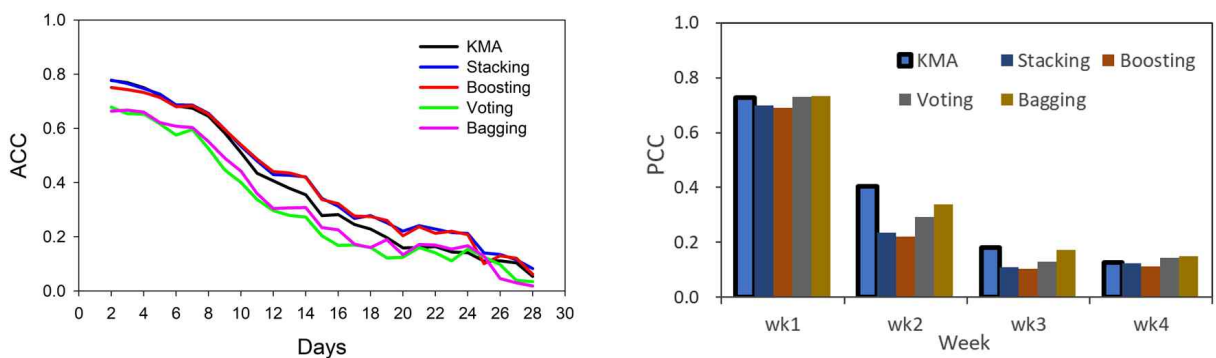 1.0
0.8
0.6
0.4
0.2
0.0
ACC
KMA
Stacking
Boosting
Voting
Bagging
0 2 4 6 8 10 12 14 16 18 20 22 24 26 28 30
Days
1.0
0.8
0.6
0.4
0.2
0.0
PCC
KMA Stacking Boosting
Voting Bagging
wk1 wk2 wk3 wk4
Week